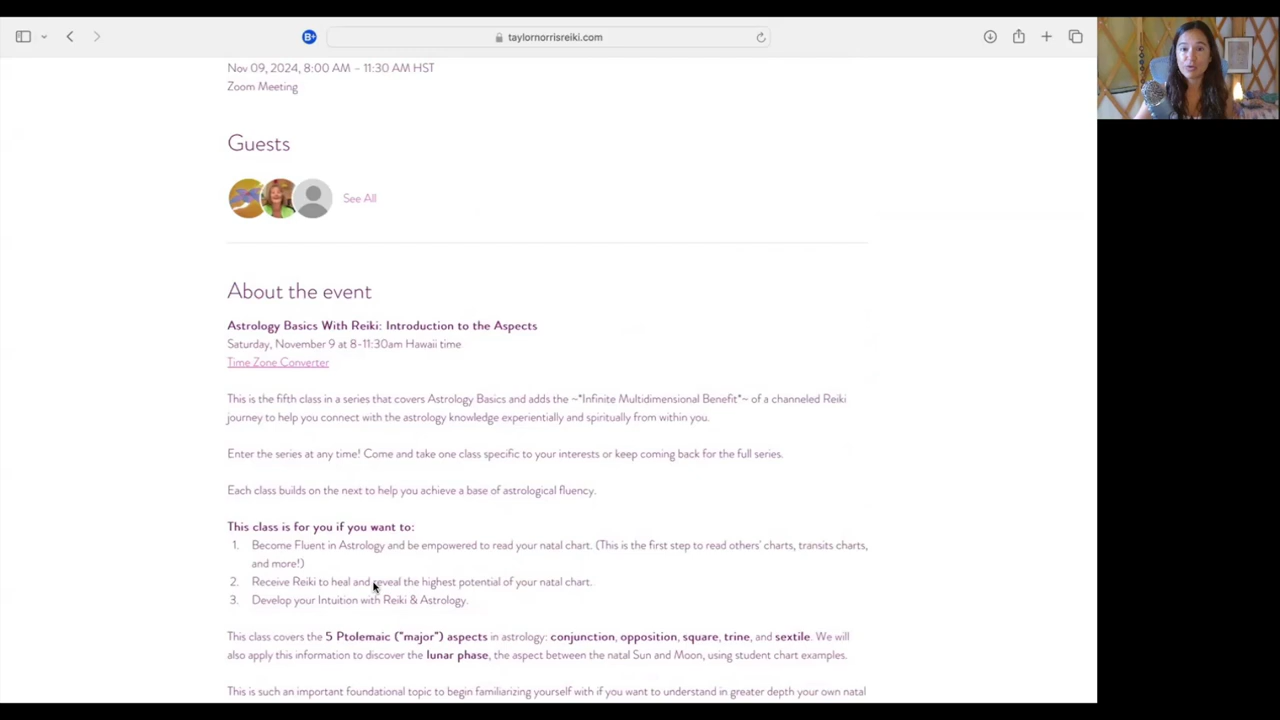 B+
taylornorrisreiki.com
Nov 09, 2024, 8:00 AM – 11:30 AM HST
Zoom Meeting
Guests
See All
About the event
Astrology Basics With Reiki: Introduction to the Aspects
Saturday, November 9 at 8-11:30am Hawaii time
Time Zone Converter
This is the fifth class in a series that covers Astrology Basics and adds the ~*Infinite Multidimensional Benefit*~ of a channeled Reiki
journey to help you connect with the astrology knowledge experientially and spiritually from within you.
Enter the series at any time! Come and take one class specific to your interests or keep coming back for the full series.
Each class builds on the next to help you achieve a base of astrological fluency.
This class is for you if you want to:
1. Become Fluent in Astrology and be empowered to read your natal chart. (This is the first step to read others' charts, transits charts,
and more!)
2. Receive Reiki to heal and reveal the highest potential of your natal chart.
3. Develop your Intuition with Reiki & Astrology.
This class covers the 5 Ptolemaic ("major") aspects in astrology: conjunction, opposition, square, trine, and sextile. We will
also apply this information to discover the lunar phase, the aspect between the natal Sun and Moon, using student chart examples.
This is such an important foundational topic to begin familiarizing yourself with if you want to understand in greater depth your own natal